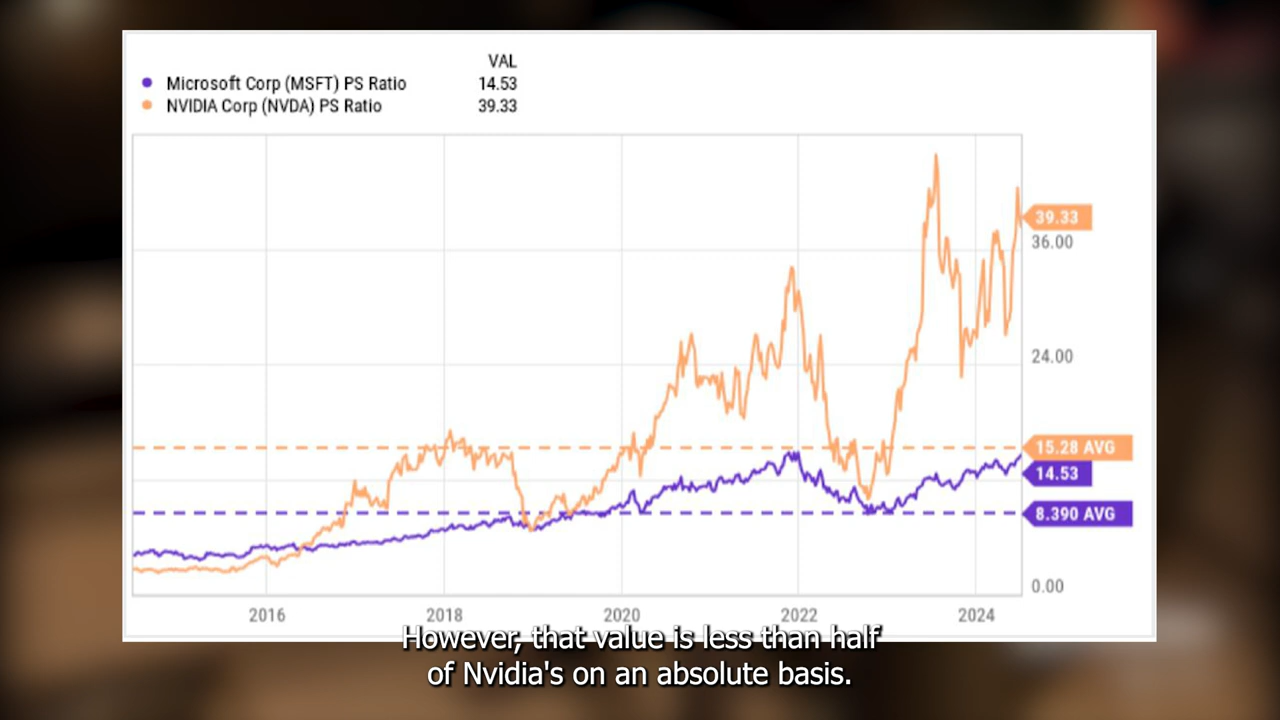 VAL
Microsoft Corp (MSFT) PS Ratio 14.53
NVIDIA Corp (NVDA) PS Ratio 39.33
39.33
36.00
24.00
15.28 AVG
14.53
8.390 AVG
0.00
2016 2018 2020 2022 2024
However, that value is less than half
of Nvidia's on an absolute basis.